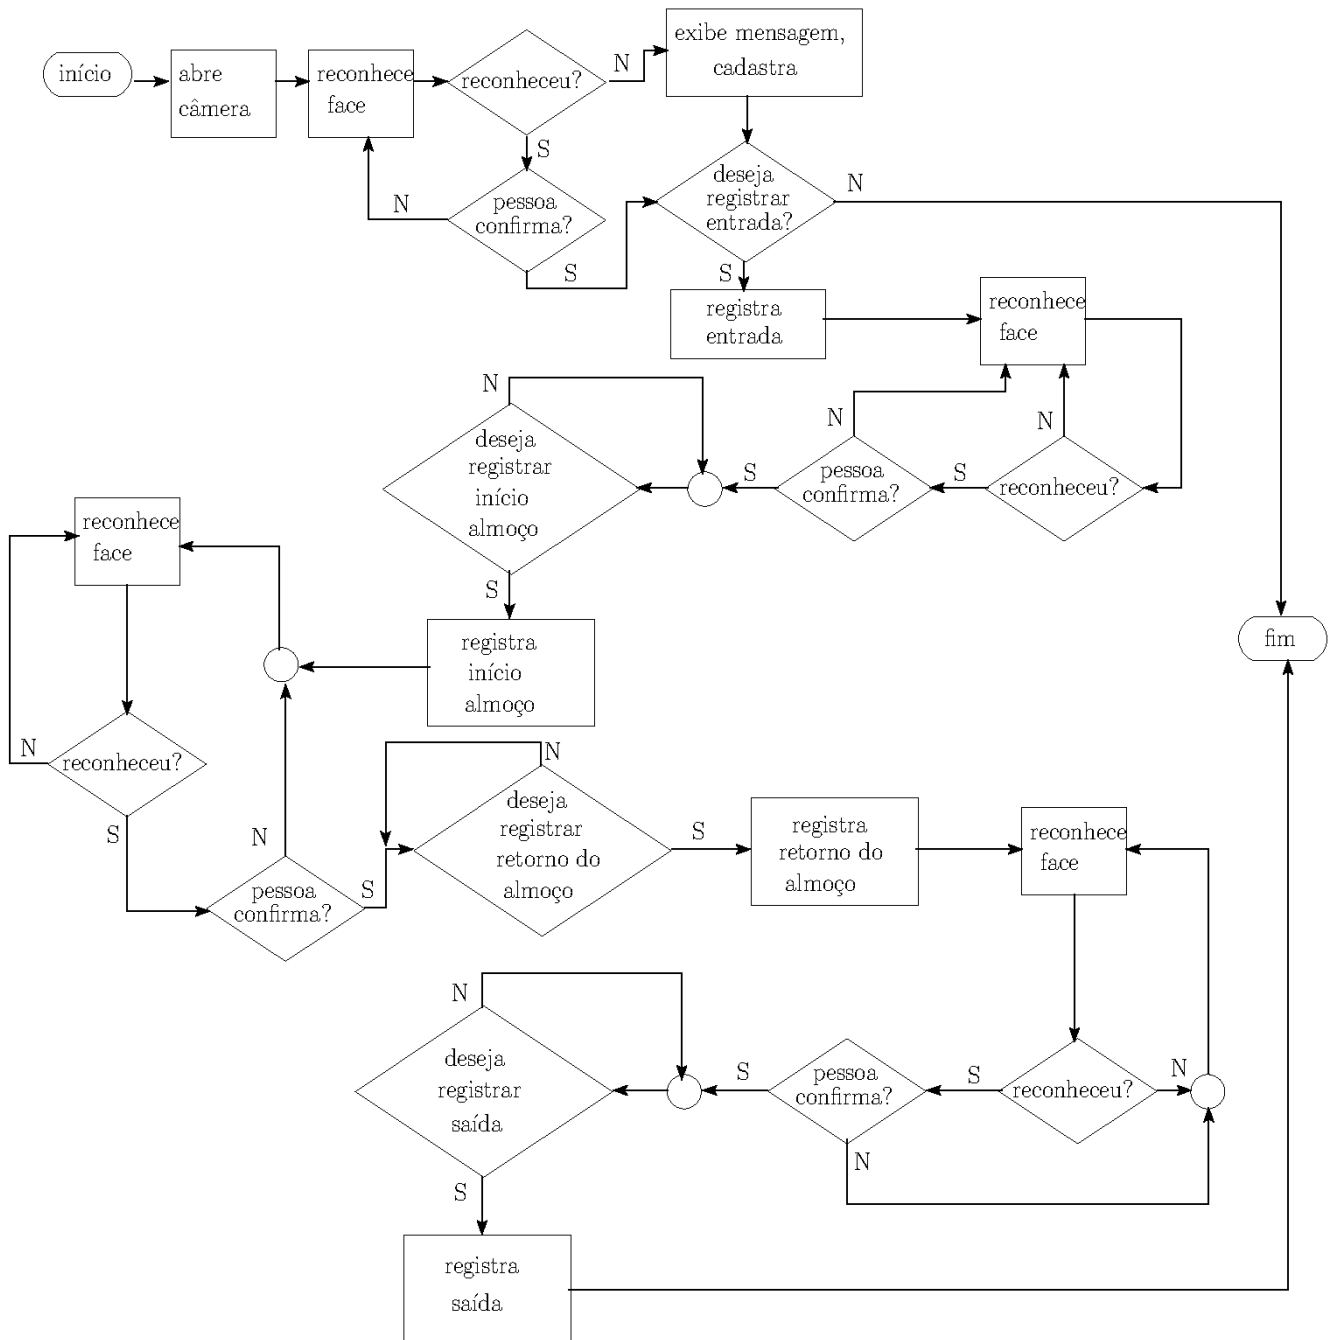 início
abre
câmera
reconhece
face
reconheceu?
N
exibe mensagem,
cadastra
S
pessoa
confirma?
N
S
deseja
registrar
entrada?
N
S
registra
entrada
reconhece
face
N
reconheceu?
S
pessoa
confirma?
N
S
deseja
registrar
início
almoço
N
S
registra
início
almoço
reconhece
face
reconheceu?
N
S
pessoa
confirma?
N
S
deseja
registrar
retorno do
almoço
N
S
registra
retorno do
almoço
reconhece
face
reconheceu?
N
S
pessoa
confirma?
N
S
deseja
registrar
saída
N
S
registra
saída
fim